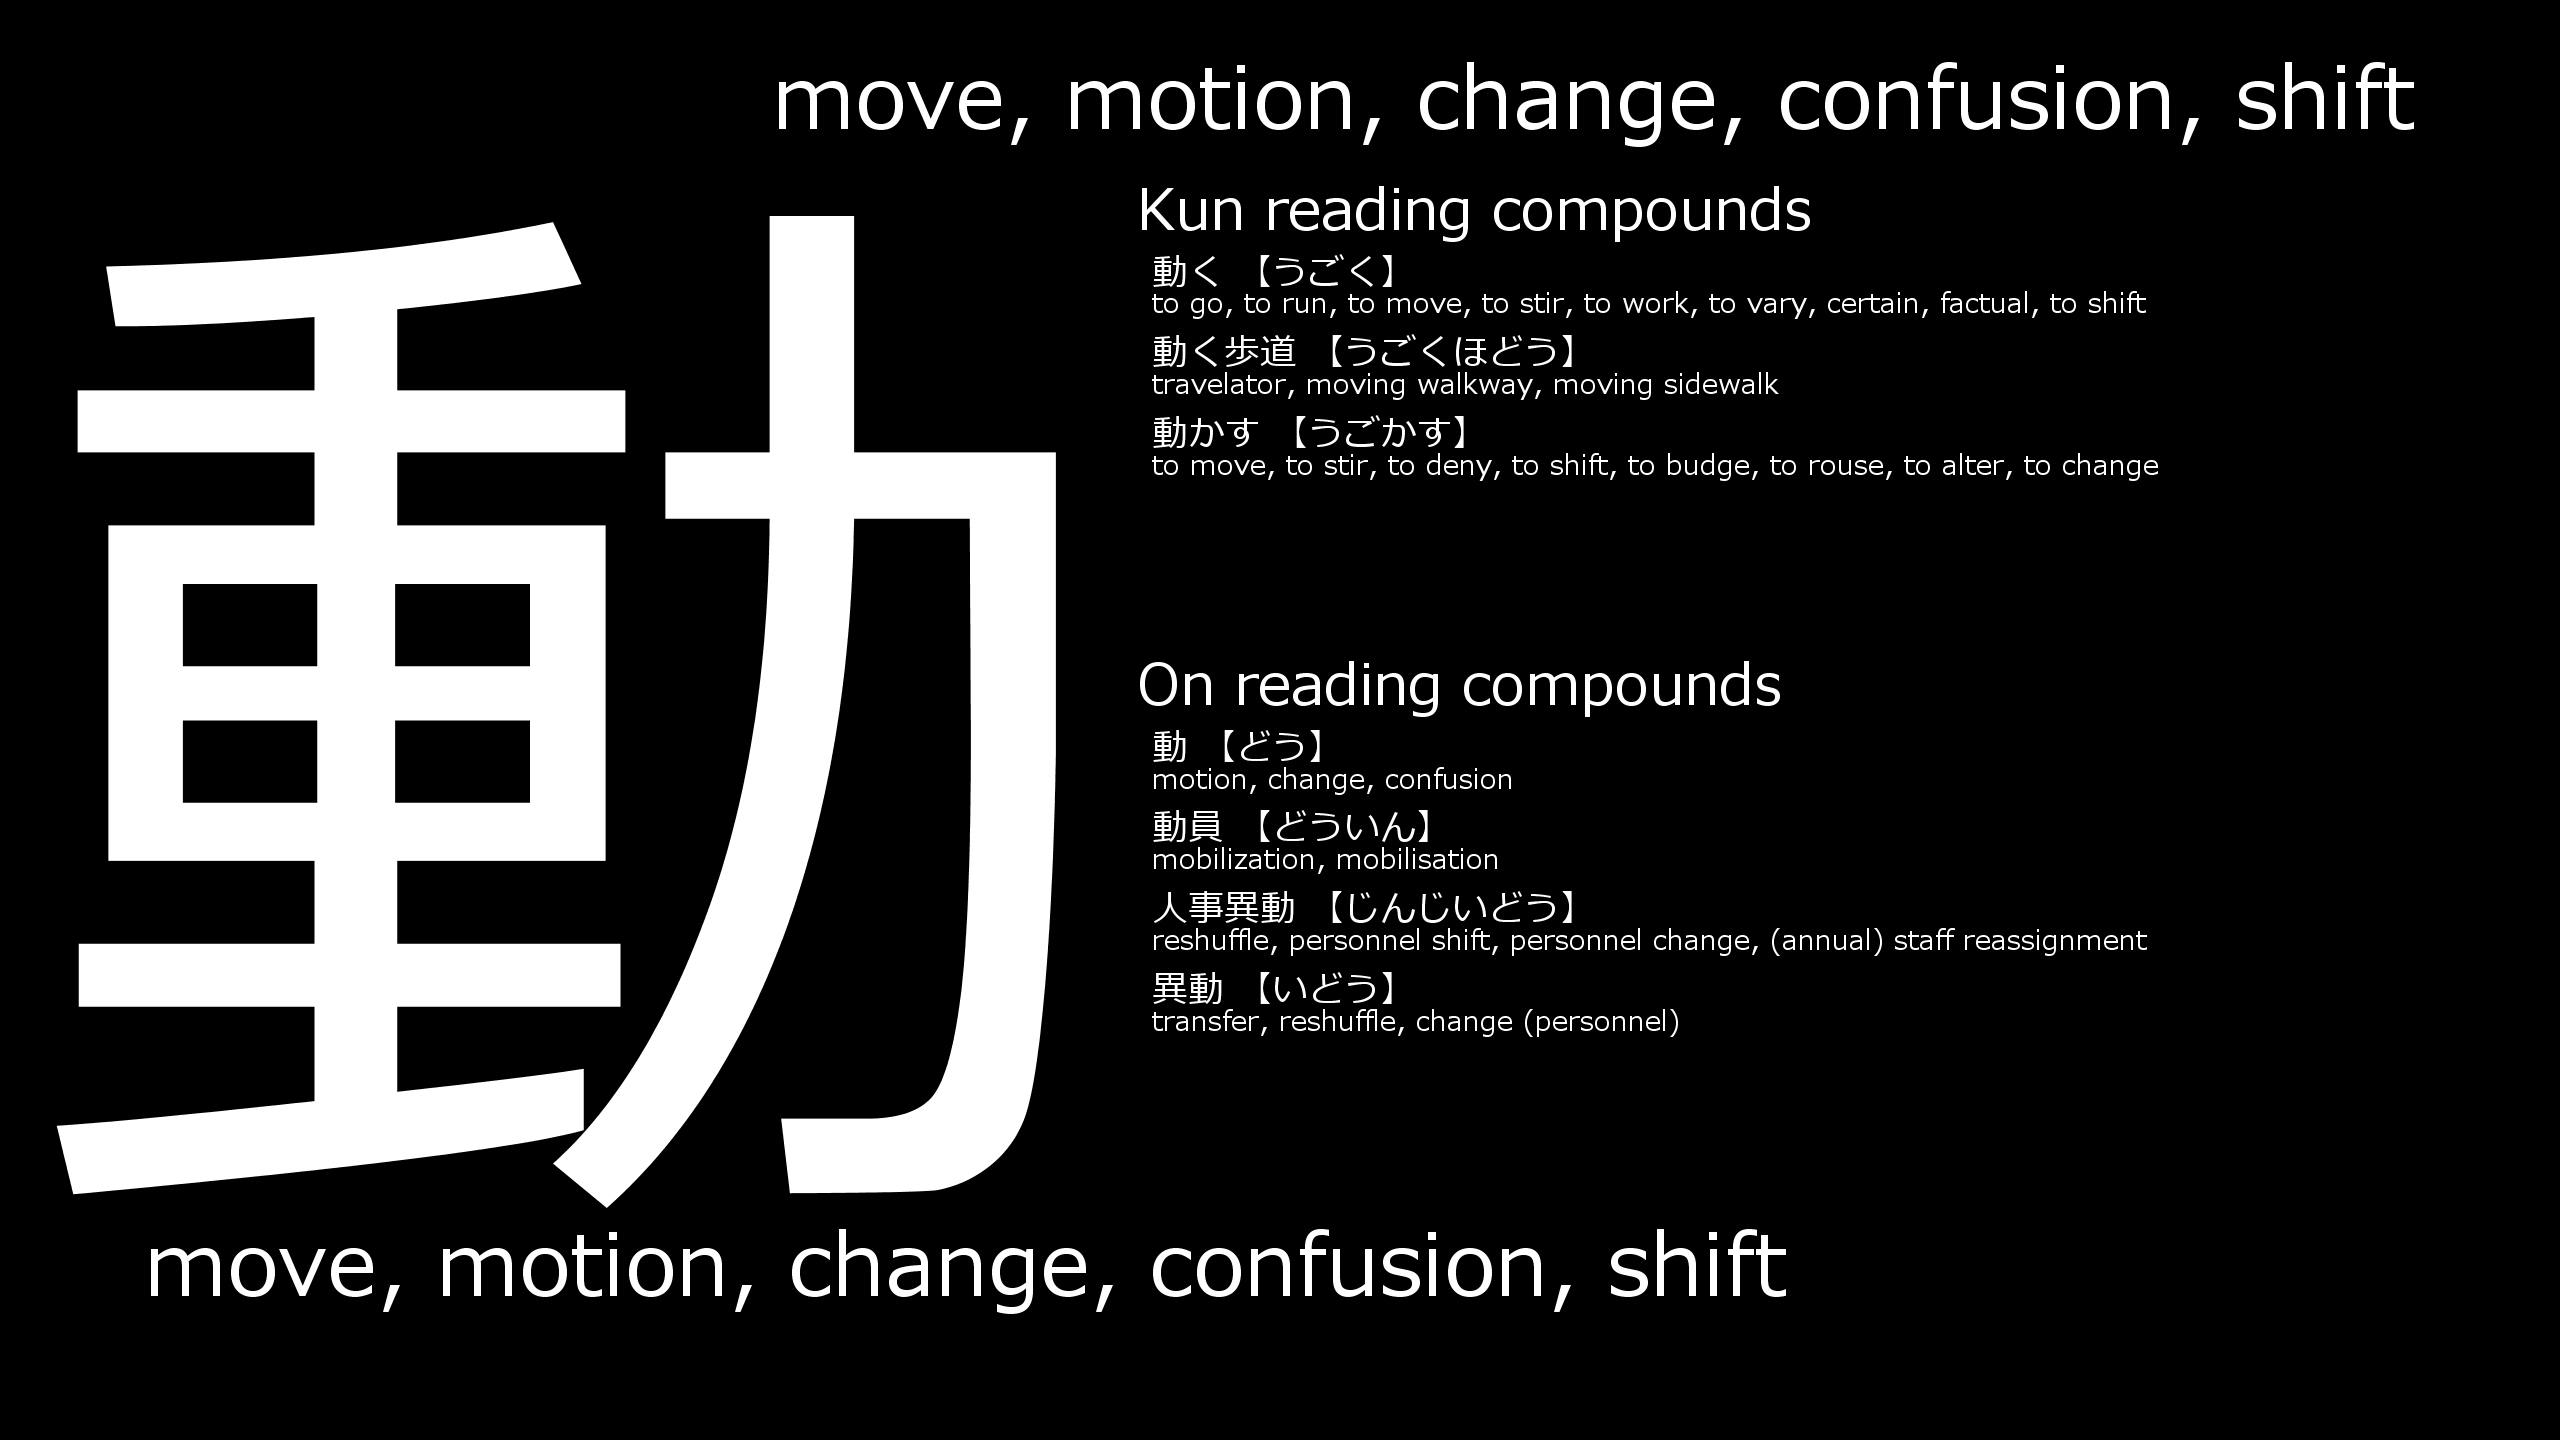 move, motion, change, confusion, shift
動
Kun reading compounds
動く 【うごく】
to go, to run, to move, to stir, to work, to vary, certain, factual, to shift
動く歩道 【うごくほどう】
travelator, moving walkway, moving sidewalk
動かす 【うごかす】
to move, to stir, to deny, to shift, to budge, to rouse, to alter, to change
On reading compounds
動 【どう】
motion, change, confusion
動員 【どういん】
mobilization, mobilisation
人事異動 【じんじいどう】
reshuffle, personnel shift, personnel change, (annual) staff reassignment
異動 【いどう】
transfer, reshuffle, change (personnel)
move, motion, change, confusion, shift